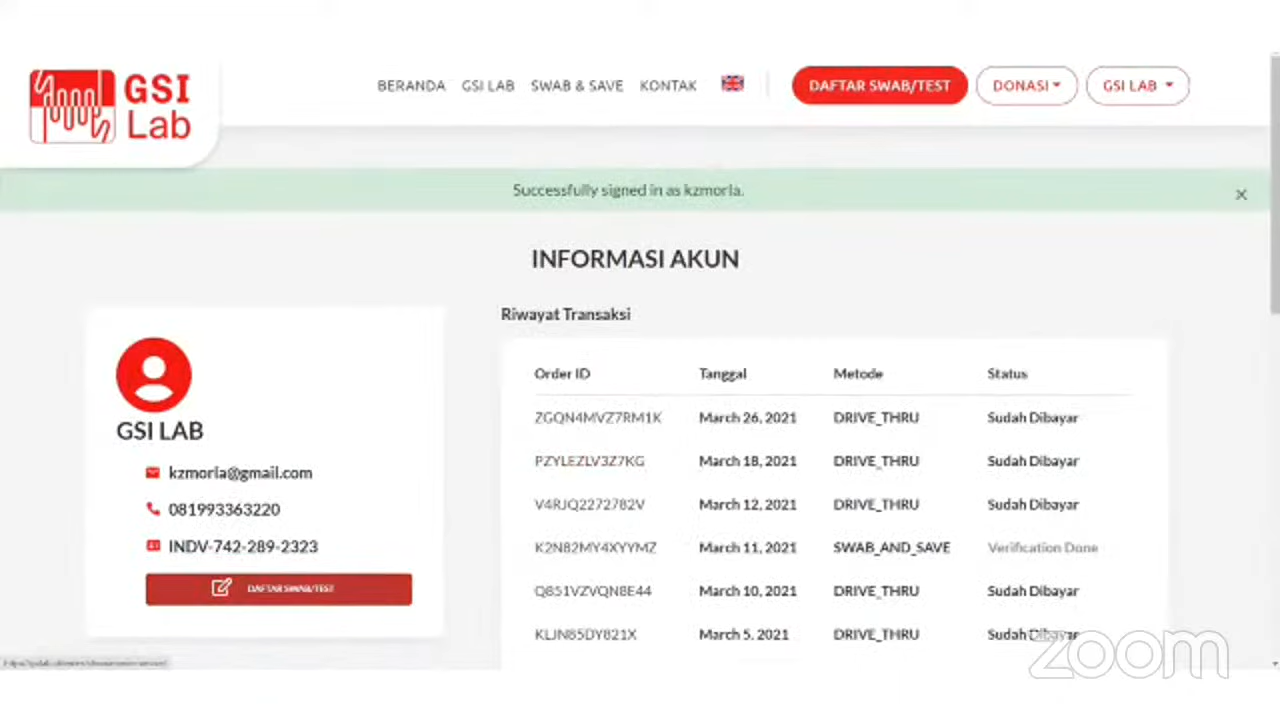 GSI
Lab
BERANDA GSI LAB SWAB & SAVE KONTAK DAFTAR SWAB/TEST DONASI GSI LAB
Successfully signed in as kzmorla.
INFORMASI AKUN
Riwayat Transaksi
Order ID Tanggal Metode Status
ZGQN4MVZ7RM1K March 26, 2021 DRIVE_THRU Sudah Dibayar
PZYLEZLV3Z7KG March 18, 2021 DRIVE_THRU Sudah Dibayar
V4RJQ2272782V March 12, 2021 DRIVE_THRU Sudah Dibayar
K2N82MY4XYYMZ March 11, 2021 SWAB_AND_SAVE Verification Done
Q851VZVQN8E44 March 10, 2021 DRIVE_THRU Sudah Dibayar
KLJN85DY821X March 5, 2021 DRIVE_THRU Sudah Dibayar
GSI LAB
kzmorla@gmail.com
081993363220
INDV-742-289-2323
DAFTAR SWAB/TEST
zoom